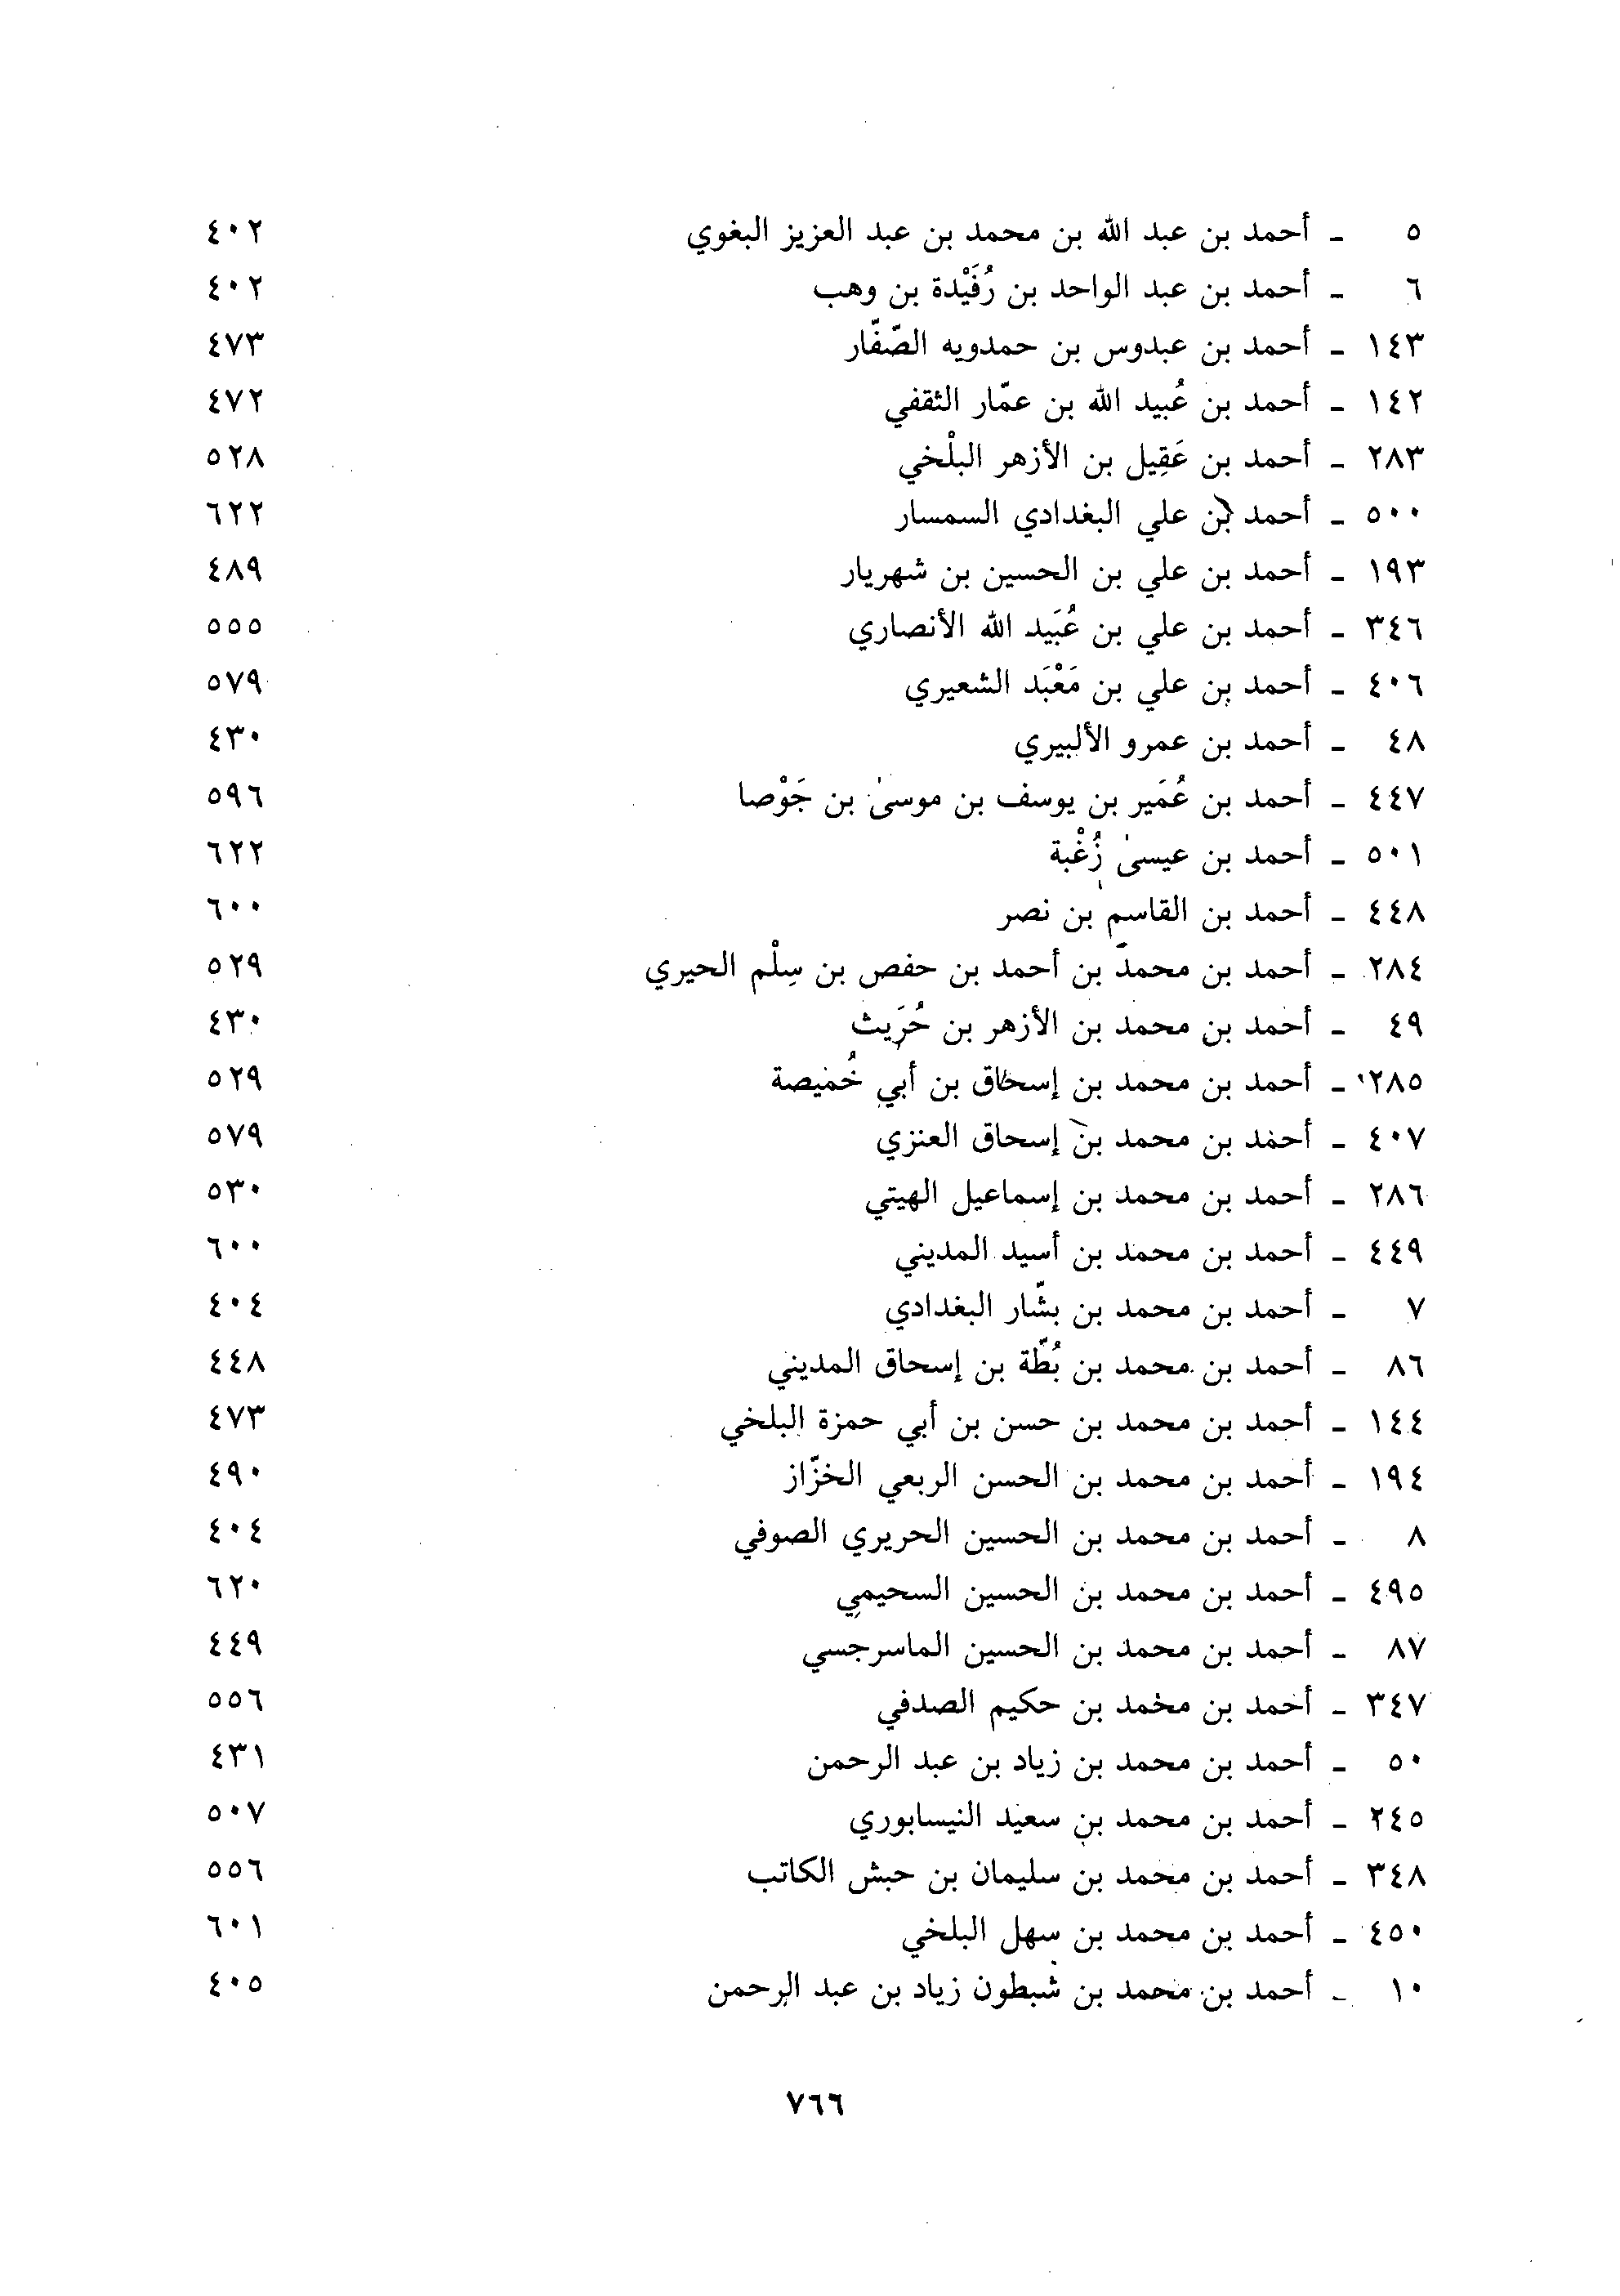 ٥ - أحمد بن عبد الله بن محمد بن عبد العزيز البغوي ٤٠٢
٦ - أحمد بن عبد الواحد بن رُفَيْدة بن وهب ٤٠٢
١٤٣ - أحمد بن عبدوس بن حمدويه الصّفّار ٤٧٣
١٤٢ - أحمد بن عُبيد الله بن عمّار الثقفي ٤٧٢
٢٨٣ - أحمد بن عَقِيل بن الأزهر البلْخي ٥٢٨
٥٠٠ - أحمد بن علي البغدادي السمسار ٦٢٢
١٩٣ - أحمد بن علي بن الحسين بن شهريار ٤٨٩
٣٤٦ - أحمد بن علي بن عُبَيد الله الأنصاري ٥٥٥
٤٠٦ - أحمد بن علي بن مَعْبَد الشعيري ٥٧٩
٤٨ - أحمد بن عمرو الألبيري ٤٣٠
٤٤٧ - أحمد بن عُمَير بن يوسف بن موسىٰ بن جَوْصا ٥٩٦
٥٠١ - أحمد بن عيسىٰ زُغْبة ٦٢٢
٤٤٨ - أحمد بن القاسم بن نصر ٦٠٠
٢٨٤ - أحمد بن محمد بن أحمد بن حفص بن سِلْم الحيري ٥٢٩
٤٩ - أحمد بن محمد بن الأزهر بن حُرَيث ٤٣٠
٢٨٥ - أحمد بن محمد بن إسحاق بن أبي خُميصة ٥٢٩
٤٠٧ - أحمد بن محمد بن إسحاق العنزي ٥٧٩
٢٨٦ - أحمد بن محمد بن إسماعيل الهيتي ٥٣٠
٤٤٩ - أحمد بن محمد بن أسيد المديني ٦٠٠
٧ - أحمد بن محمد بن بشّار البغدادي ٤٠٤
٨٦ - أحمد بن محمد بن بُطّة بن إسحاق المديني ٤٤٨
١٤٤ - أحمد بن محمد بن حسن بن أبي حمزة البلخي ٤٧٣
١٩٤ - أحمد بن محمد بن الحسن الربعي الخزّاز ٤٩٠
٨ - أحمد بن محمد بن الحسين الحريري الصوفي ٤٠٤
٤٩٥ - أحمد بن محمد بن الحسين السحيمي ٦٢٠
٨٧ - أحمد بن محمد بن الحسين الماسرجسي ٤٤٩
٣٤٧ - أحمد بن محمد بن حكيم الصدفي ٥٥٦
٥٠ - أحمد بن محمد بن زياد بن عبد الرحمن ٤٣١
٢٤٥ - أحمد بن محمد بن سعيد النيسابوري ٥٠٧
٣٤٨ - أحمد بن محمد بن سليمان بن حبش الكاتب ٥٥٦
٤٥٠ - أحمد بن محمد بن سهل البلخي ٦٠١
١٠ - أحمد بن محمد بن شبطون زياد بن عبد الرحمن ٤٠٥
٧٦٦